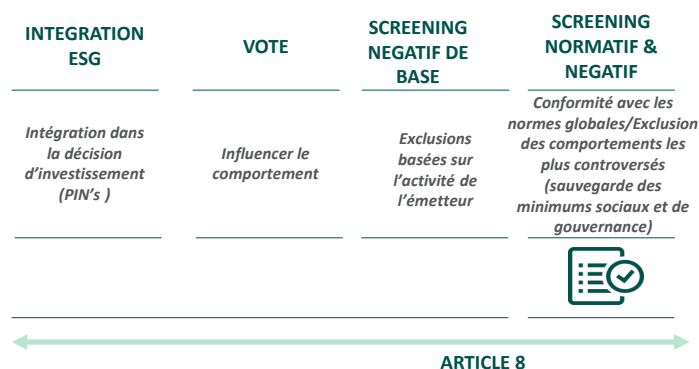 INTEGRATION
ESG
VOTE
SCREENING
NEGATIF DE
BASE
SCREENING
NORMATIF &
NEGATIF
Intégration dans
la décision
d’investissement
(PIN’s )
Influencer le
comportement
Exclusions
basées sur
l’activité de
l’émetteur
Conformité avec les
normes globales/Exclusion
des comportements les
plus controversés
(sauvegarde des
minimums sociaux et de
gouvernance)
ARTICLE 8